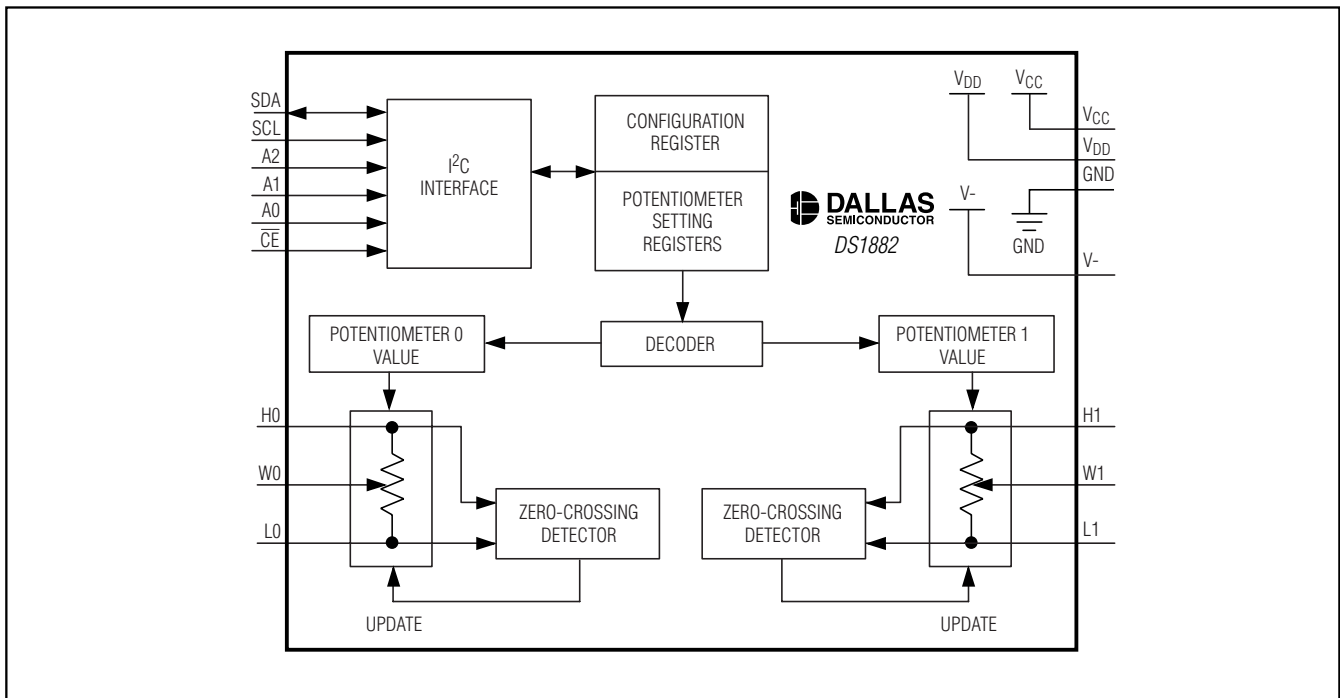 SDA
SCL
A2
A1
A0
CE
I²C
INTERFACE
CONFIGURATION
REGISTER
POTENTIOMETER
SETTING
REGISTERS
DALLAS
SEMICONDUCTOR
DS1882
VDD
VCC
VCC
VDD
GND
V-
GND
V-
POTENTIOMETER 0
VALUE
DECODER
POTENTIOMETER 1
VALUE
H0
W0
L0
ZERO-CROSSING
DETECTOR
UPDATE
ZERO-CROSSING
DETECTOR
UPDATE
H1
W1
L1